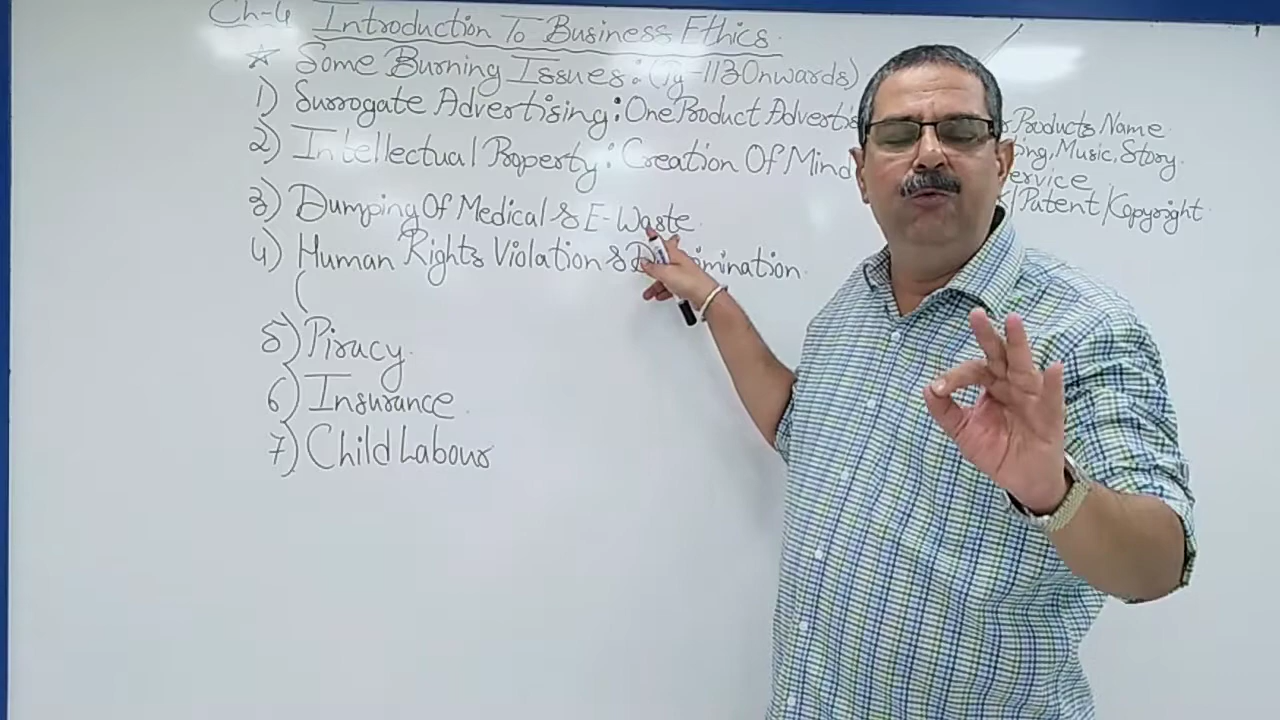 Ch-4 Introduction To Business Ethics
Some Burning Issues: (Pg-113 Onwards)
1) Surrogate Advertising: One Product Advertis Products Name
2) Intellectual Property: Creation Of Mind Song, Music, Story
Service
/Patent/Copyright
3) Dumping Of Medical & E-Waste
4) Human Rights Violation & Discrimination
5) Piracy
6) Insurance
7) Child Labour